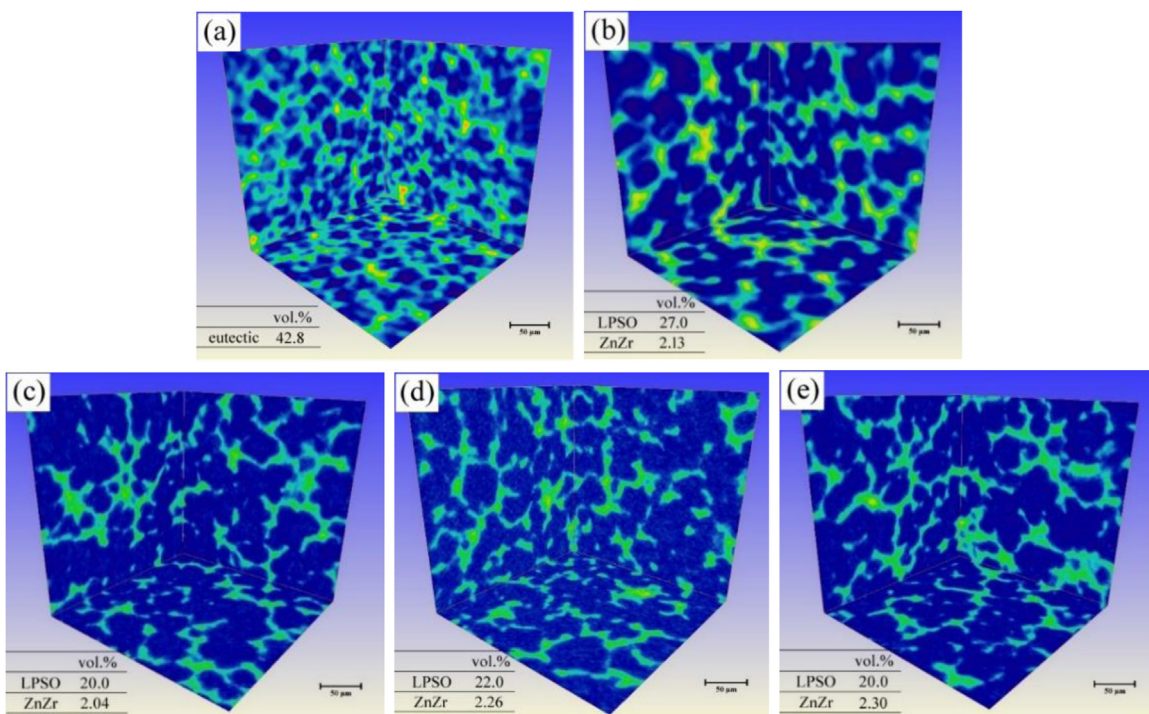 (a)
vol.%
eutectic 42.8
50 μm
(b)
vol.%
LPSO 27.0
ZnZr 2.13
50 μm
(c)
vol.%
LPSO 20.0
ZnZr 2.04
50 μm
(d)
vol.%
LPSO 22.0
ZnZr 2.26
50 μm
(e)
vol.%
LPSO 20.0
ZnZr 2.30
50 μm